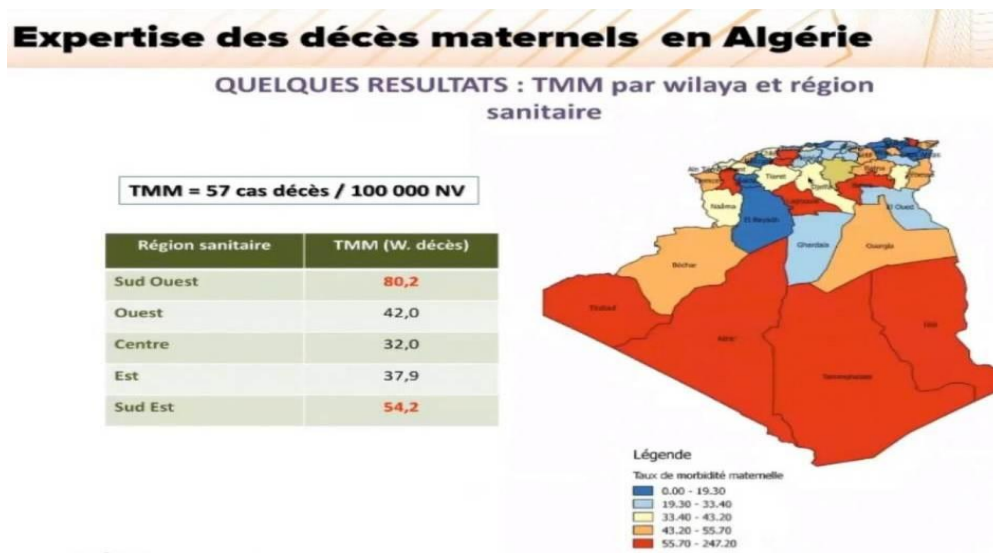 Expertise des décès maternels en Algérie
QUELQUES RESULTATS : TMM par wilaya et région
sanitaire
TMM = 57 cas décès / 100 000 NV
Région sanitaire TMM (W. décès)
Sud Ouest 80,2
Ouest 42,0
Centre 32,0
Est 37,9
Sud Est 54,2
Tiaret
Naâma
El Bayadh
El Oued
Ghardaia
Ouargla
Béchar
Tindouf
Adrar
Illizi
Tamanghasset
Légende
Taux de morbidité maternelle
0.00 - 19.30
19.30 - 33.40
33.40 - 43.20
43.20 - 55.70
55.70 - 247.20